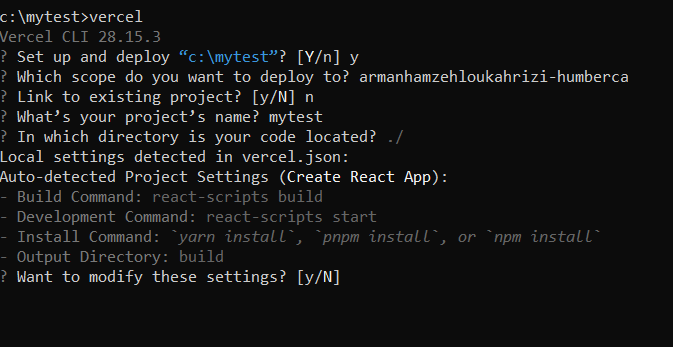 c:\mytest>vercel
Vercel CLI 28.15.3
? Set up and deploy “c:\mytest”? [Y/n] y
? Which scope do you want to deploy to? armanhamzehloukahrizi-humberca
? Link to existing project? [y/N] n
? What’s your project’s name? mytest
? In which directory is your code located? ./
Local settings detected in vercel.json:
Auto-detected Project Settings (Create React App):
- Build Command: react-scripts build
- Development Command: react-scripts start
- Install Command: `yarn install`, `pnpm install`, or `npm install`
- Output Directory: build
? Want to modify these settings? [y/N]